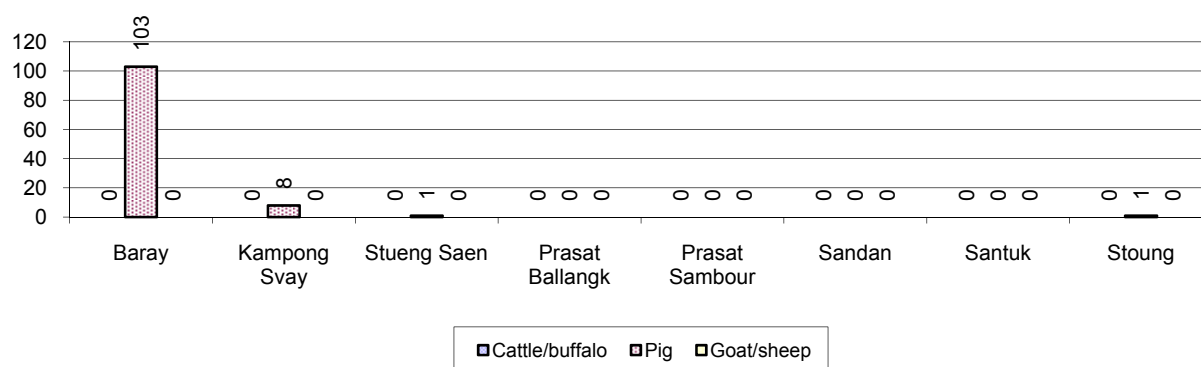 120
100
80
60
40
20
0
0 103 0
0 8 0
0 1 0
0 0 0
0 0 0
0 0 0
0 0 0
0 1 0
Baray
Kampong
Svay
Stueng Saen
Prasat
Ballangk
Prasat
Sambour
Sandan
Santuk
Stoung
Cattle/buffalo Pig Goat/sheep